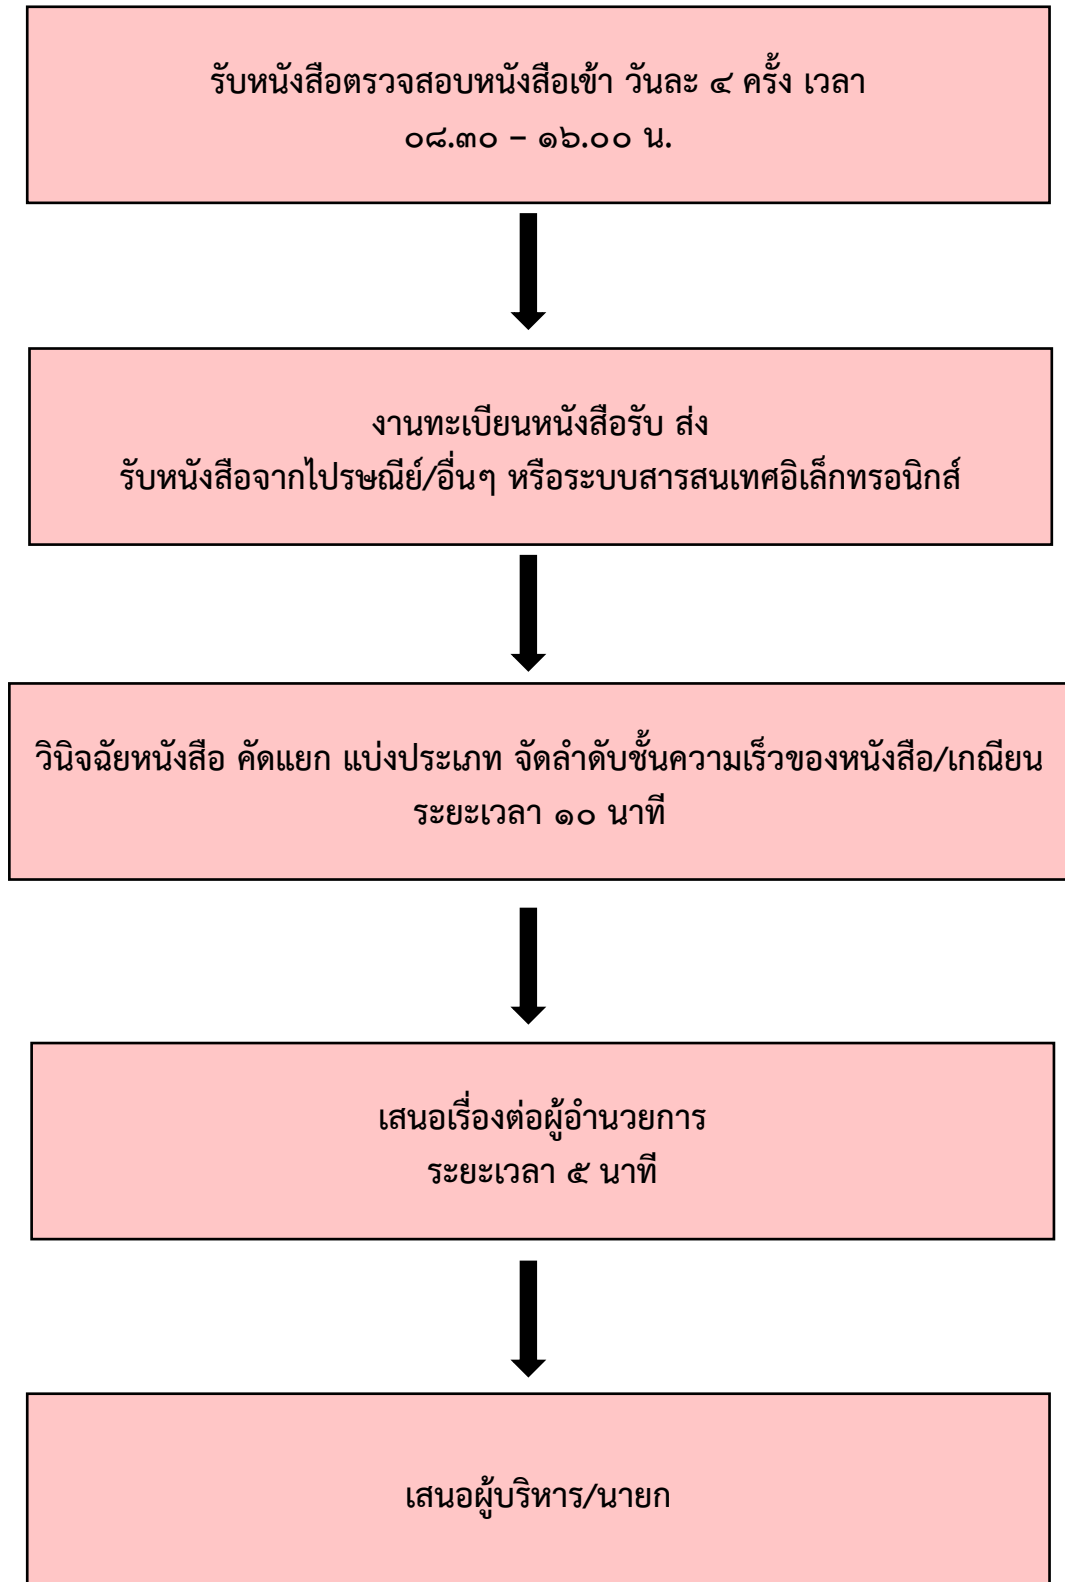 รับหนังสือตรวจสอบหนังสือเข้า วันละ ๔ ครั้ง เวลา
๐๘.๓๐ – ๑๖.๐๐ น.
งานทะเบียนหนังสือรับ ส่ง
รับหนังสือจากไปรษณีย์/อื่นๆ หรือระบบสารสนเทศอิเล็กทรอนิกส์
วินิจฉัยหนังสือ คัดแยก แบ่งประเภท จัดลำดับชั้นความเร็วของหนังสือ/เกณียน
ระยะเวลา ๑๐ นาที
เสนอเรื่องต่อผู้อำนวยการ
ระยะเวลา ๕ นาที
เสนอผู้บริหาร/นายก